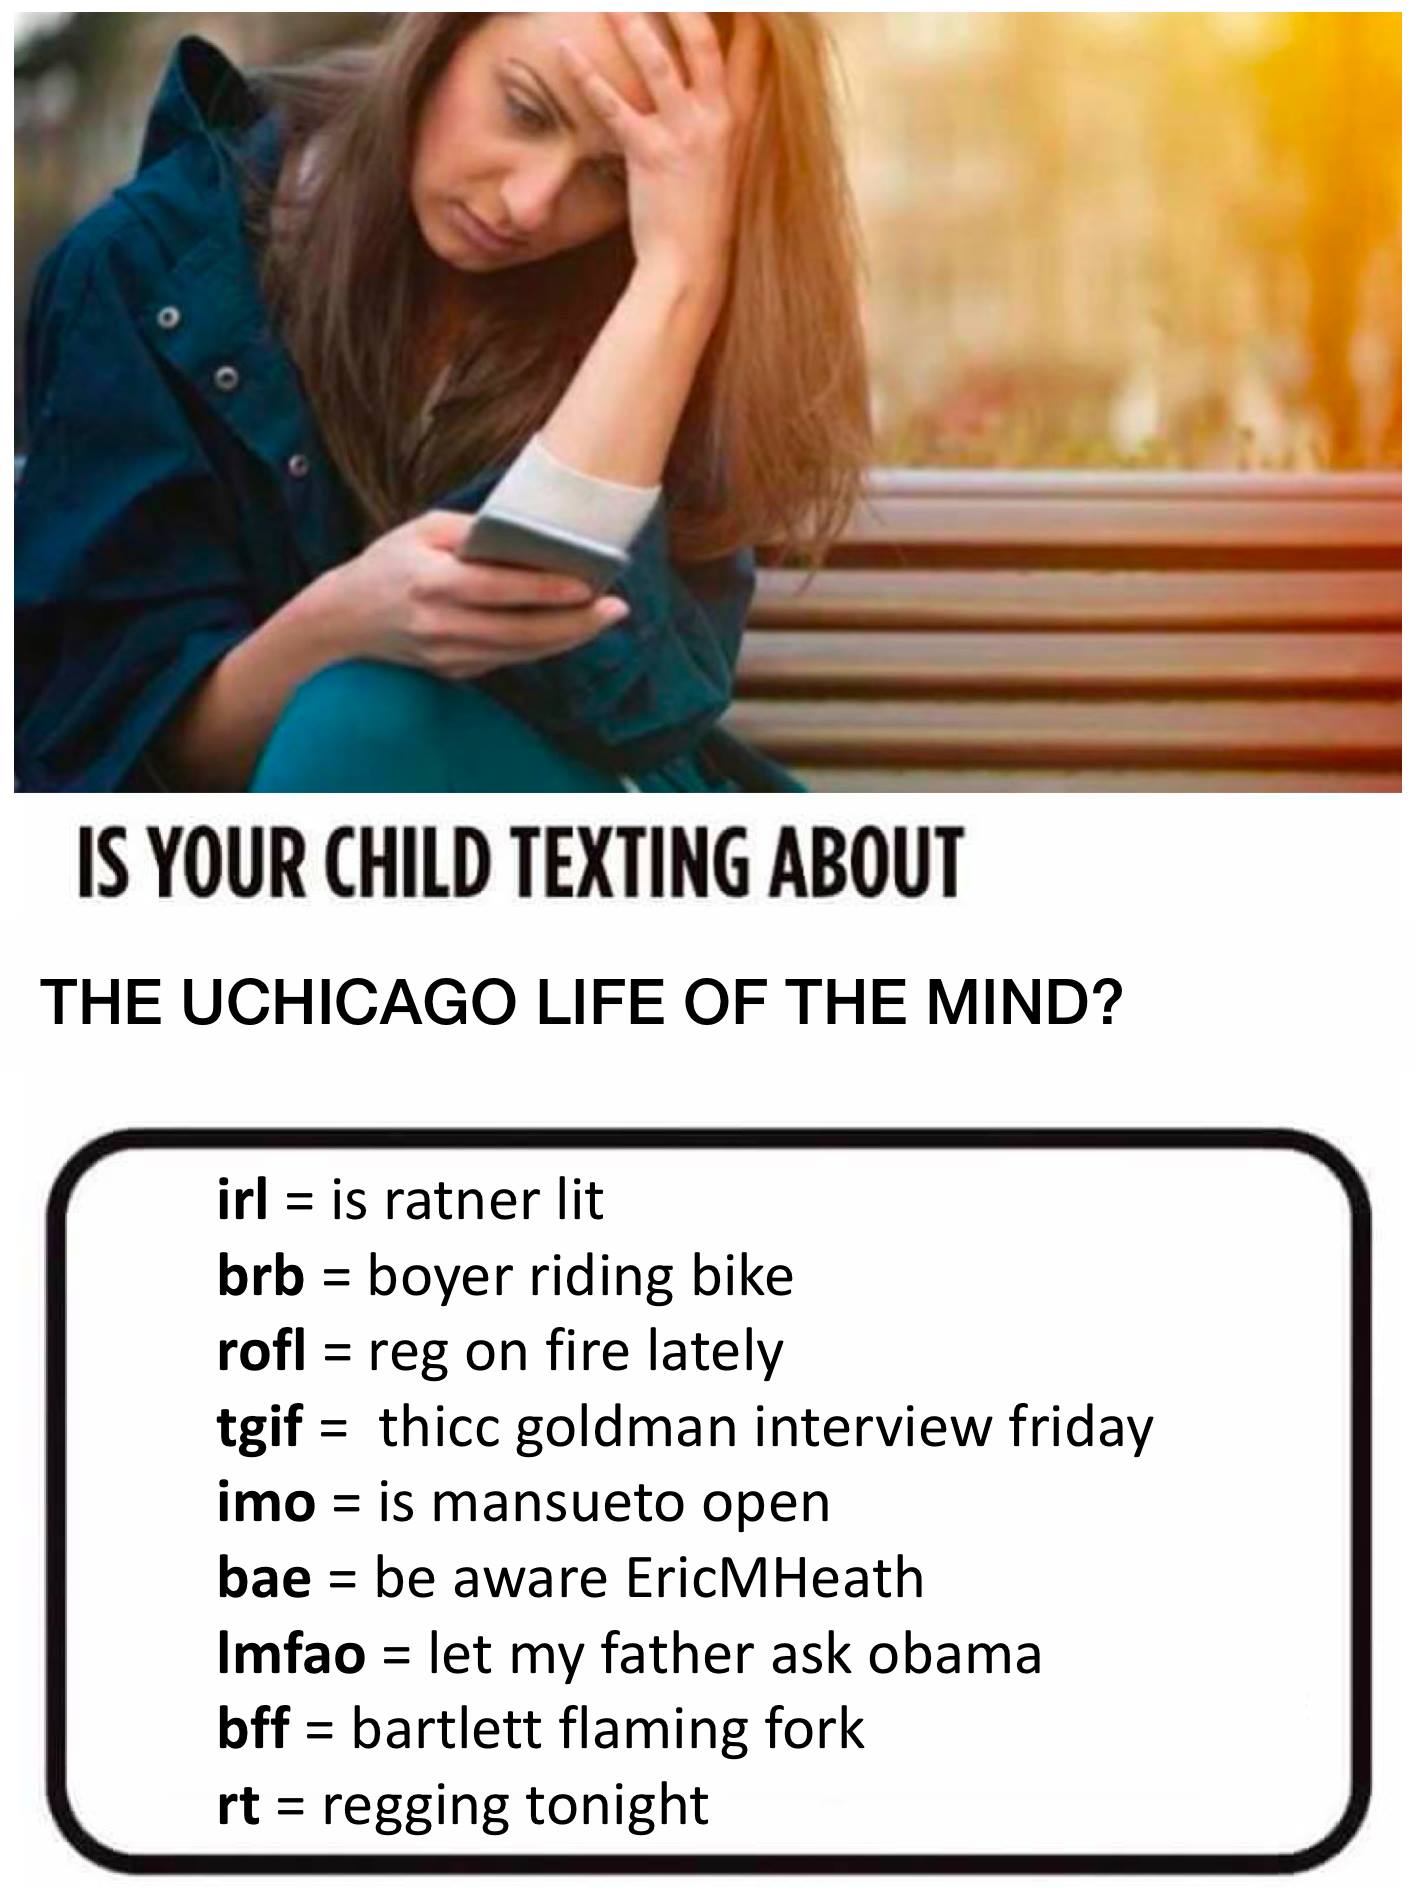 IS YOUR CHILD TEXTING ABOUT
THE UCHICAGO LIFE OF THE MIND?
irl = is ratner lit
brb = boyer riding bike
rofl = reg on fire lately
tgif =  thicc goldman interview friday
imo = is mansueto open
bae = be aware EricMHeath
lmfao = let my father ask obama
bff = bartlett flaming fork
rt = regging tonight